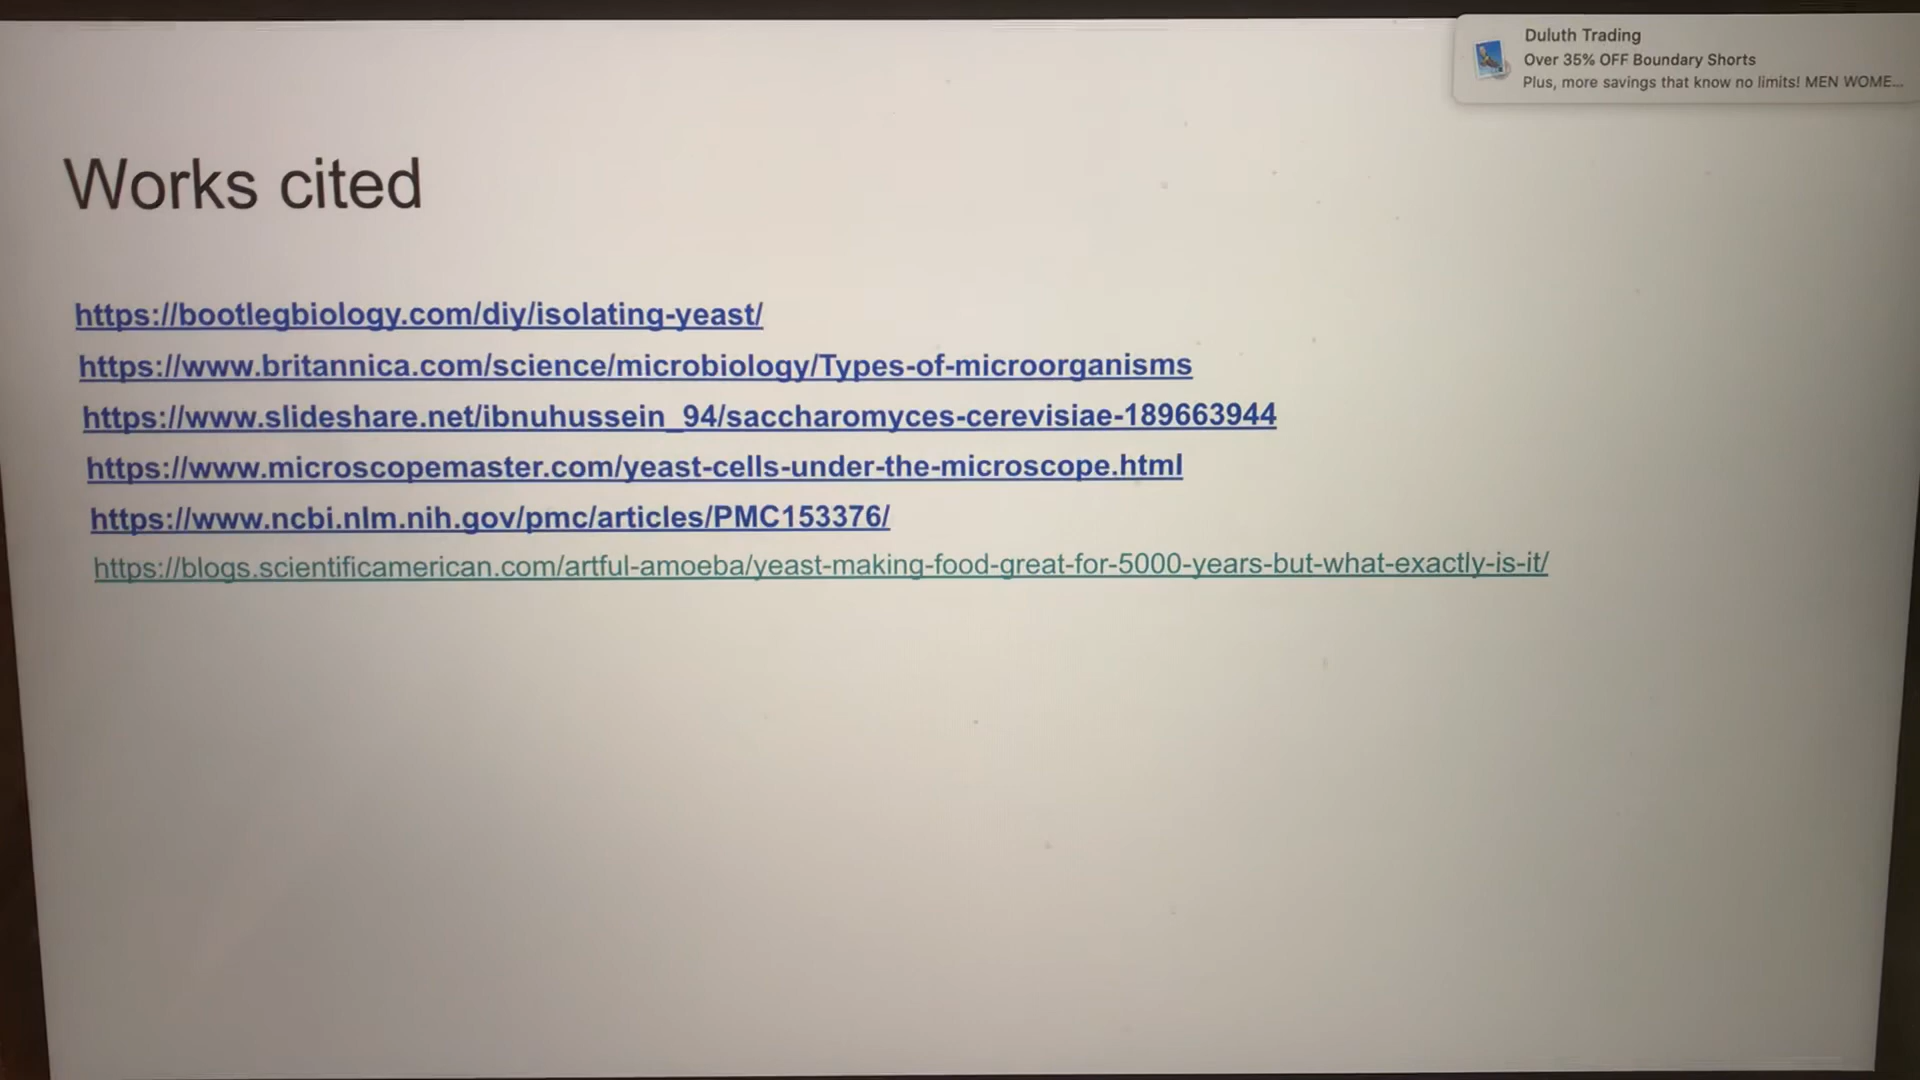 Duluth Trading
Over 35% OFF Boundary Shorts
Plus, more savings that know no limits! MEN WOME...
Works cited
https://bootlegbiology.com/diy/isolating-yeast/
https://www.britannica.com/science/microbiology/Types-of-microorganisms
https://www.slideshare.net/ibnuhussein_94/saccharomyces-cerevisiae-189663944
https://www.microscopemaster.com/yeast-cells-under-the-microscope.html
https://www.ncbi.nlm.nih.gov/pmc/articles/PMC153376/
https://blogs.scientificamerican.com/artful-amoeba/yeast-making-food-great-for-5000-years-but-what-exactly-is-it/